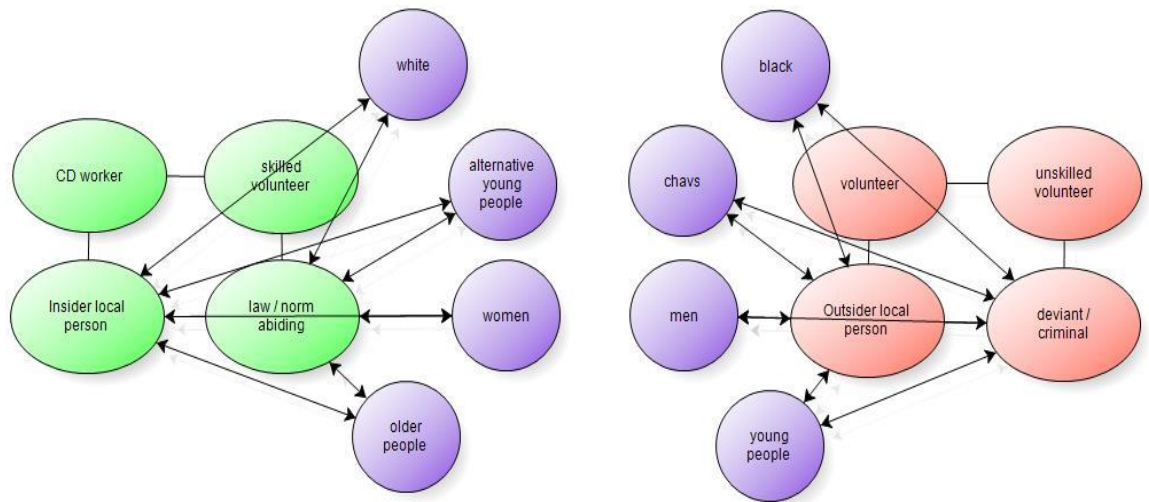 white
CD worker
skilled
volunteer
alternative
young
people
Insider local
person
law / norm
abiding
women
older
people
black
chavs
volunteer
unskilled
volunteer
men
Outsider local
person
deviant /
criminal
young
people